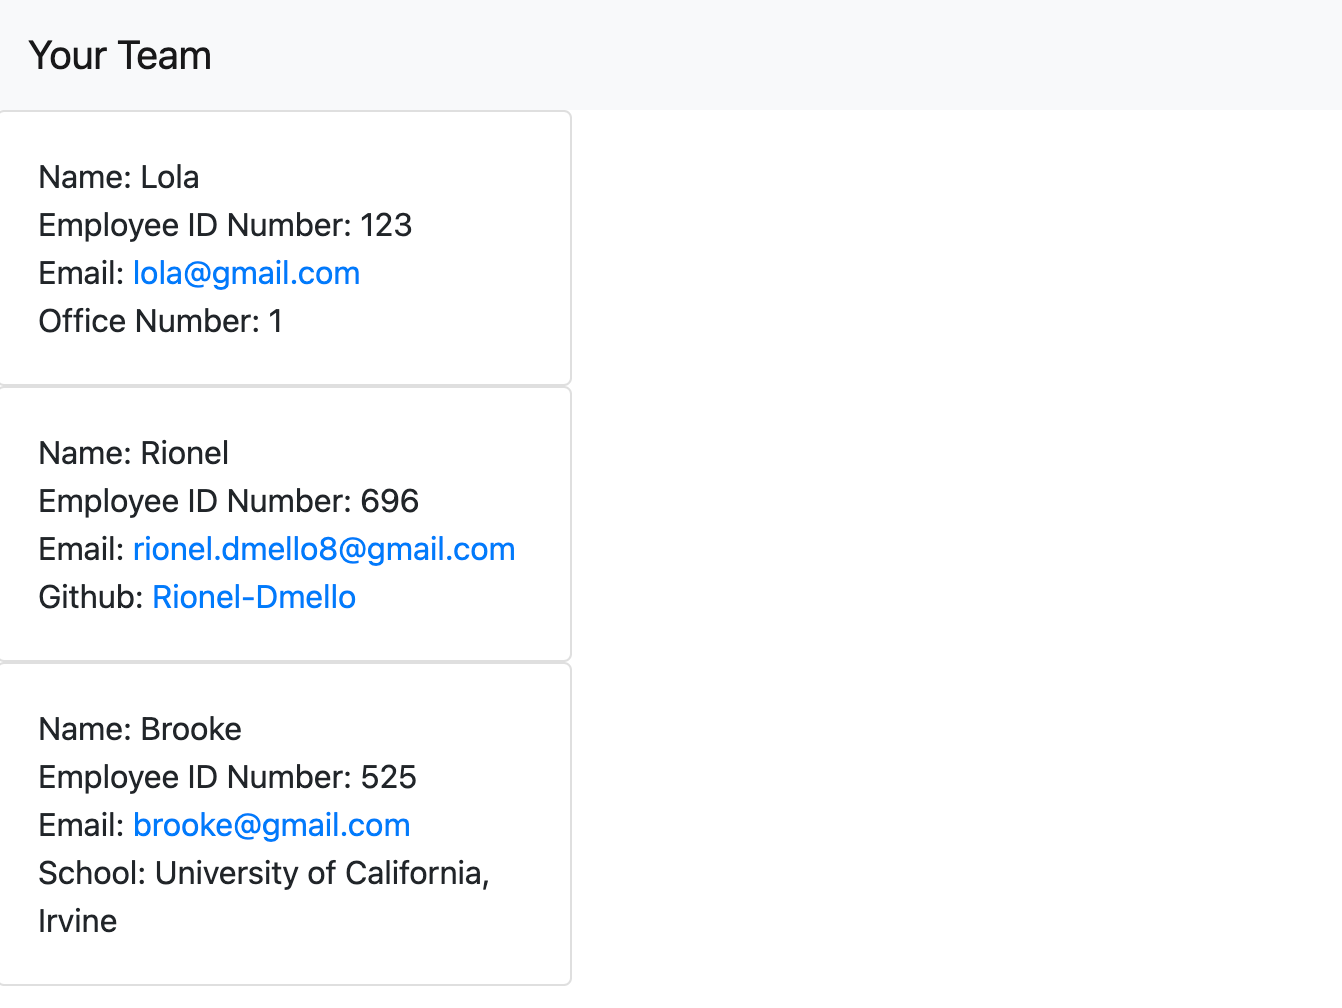 Your Team
Name: Lola
Employee ID Number: 123
Email: lola@gmail.com
Office Number: 1
Name: Rionel
Employee ID Number: 696
Email: rionel.dmello8@gmail.com
Github: Rionel-Dmello
Name: Brooke
Employee ID Number: 525
Email: brooke@gmail.com
School: University of California,
Irvine